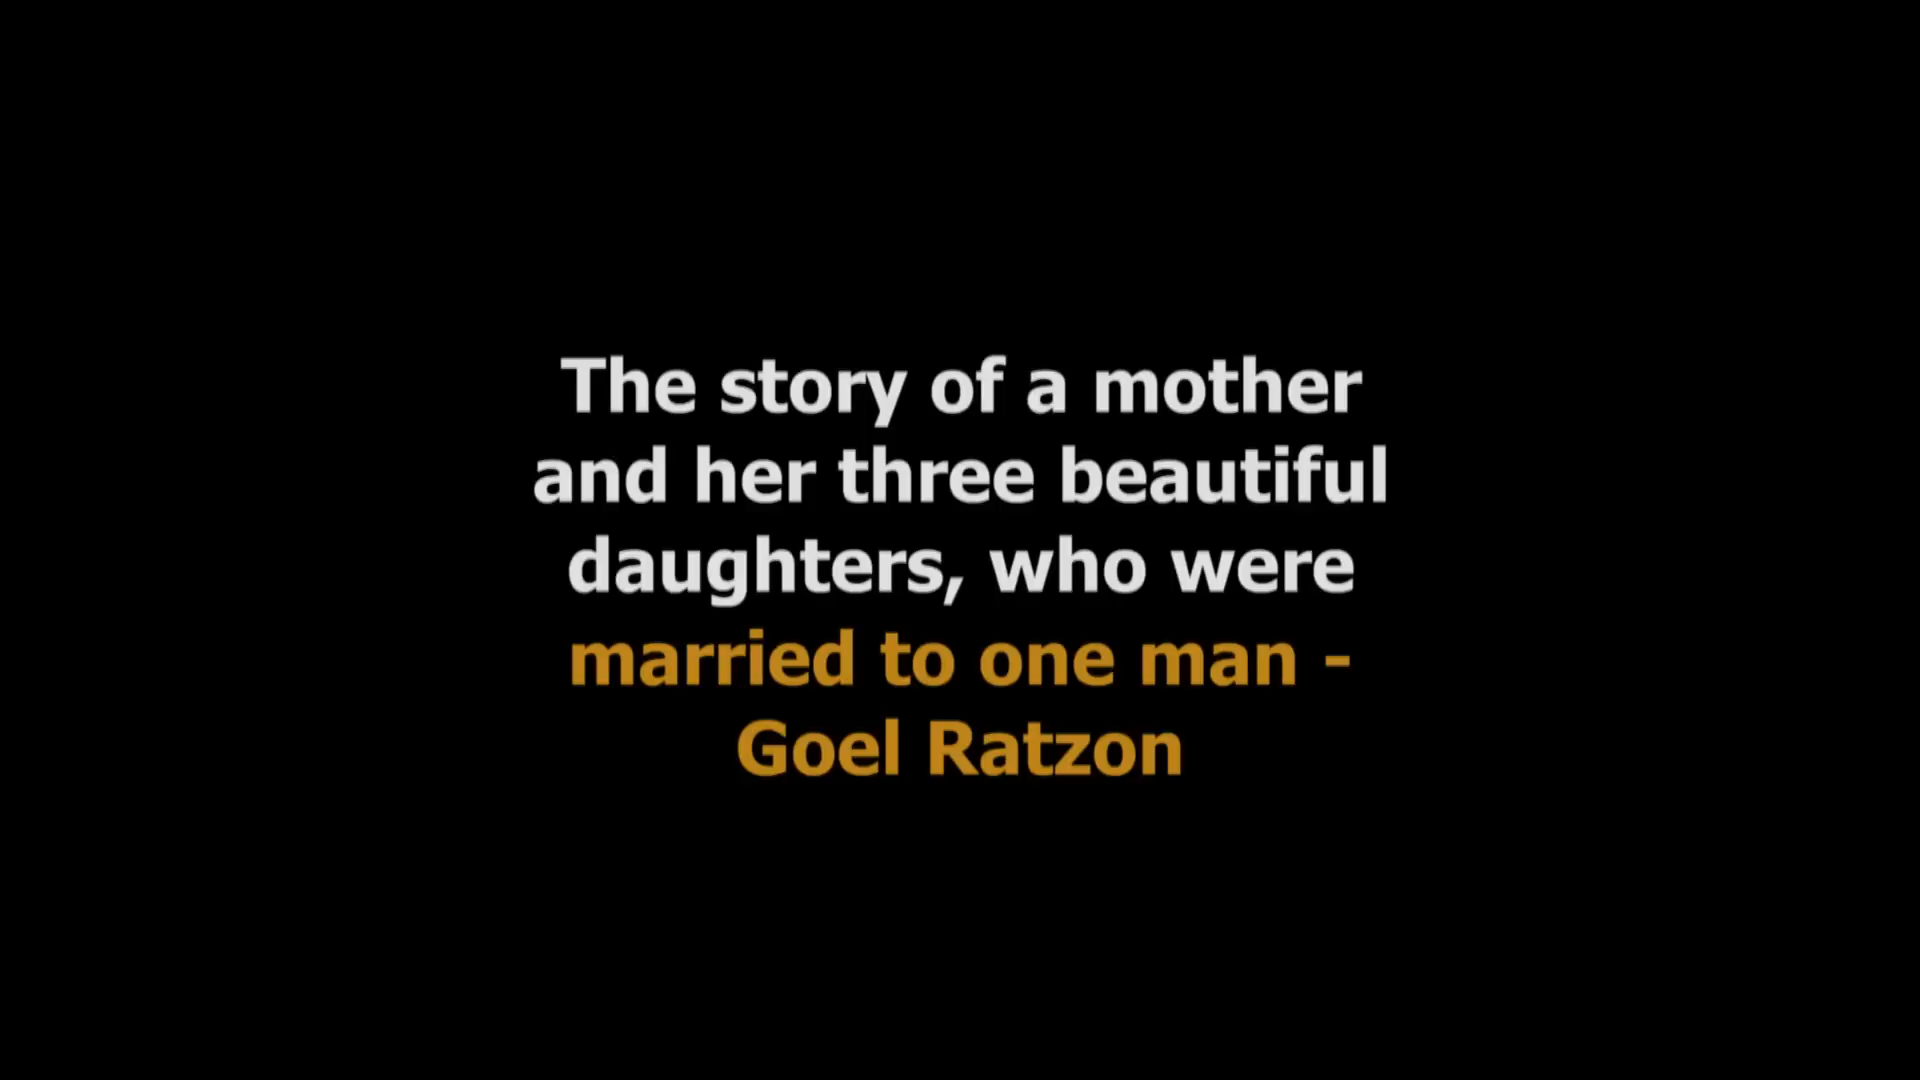 The story of a mother
and her three beautiful
daughters, who were
married to one man -
Goel Ratzon